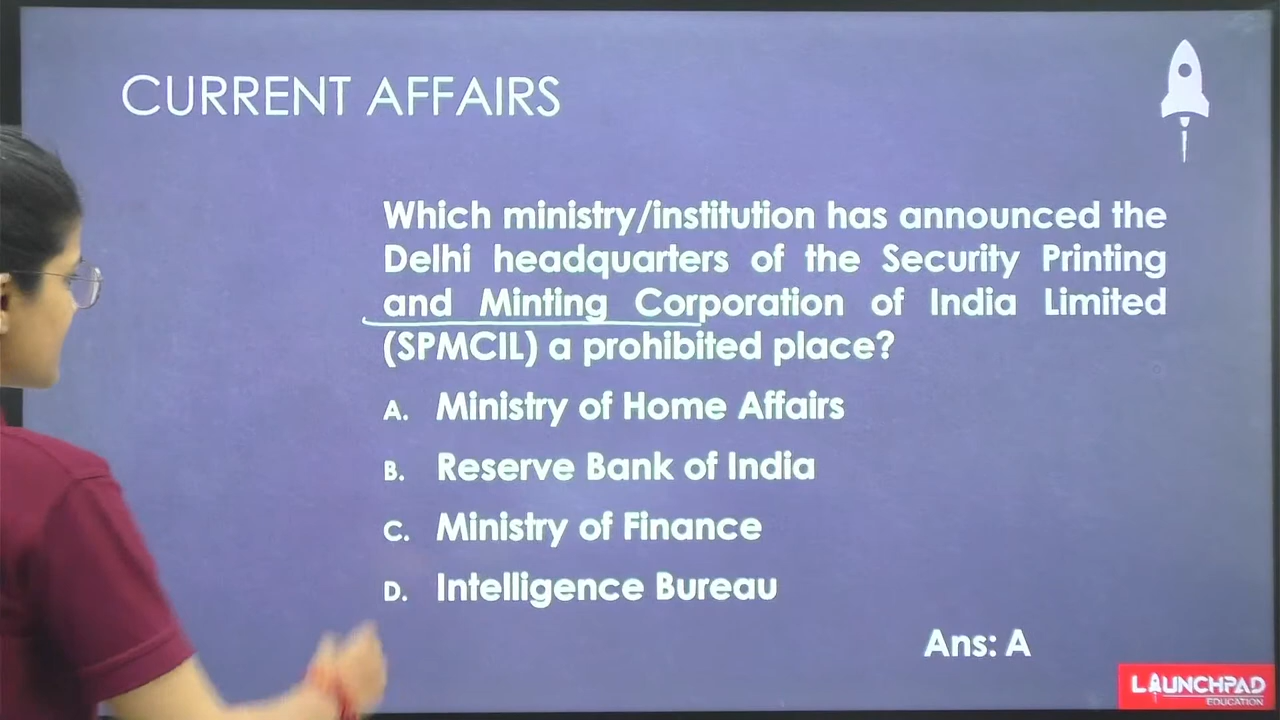 CURRENT AFFAIRS
Which ministry/institution has announced the
Delhi headquarters of the Security Printing
and Minting Corporation of India Limited
(SPMCIL) a prohibited place?
A. Ministry of Home Affairs
B. Reserve Bank of India
C. Ministry of Finance
D. Intelligence Bureau
Ans: A
LAUNCHPAD
EDUCATION